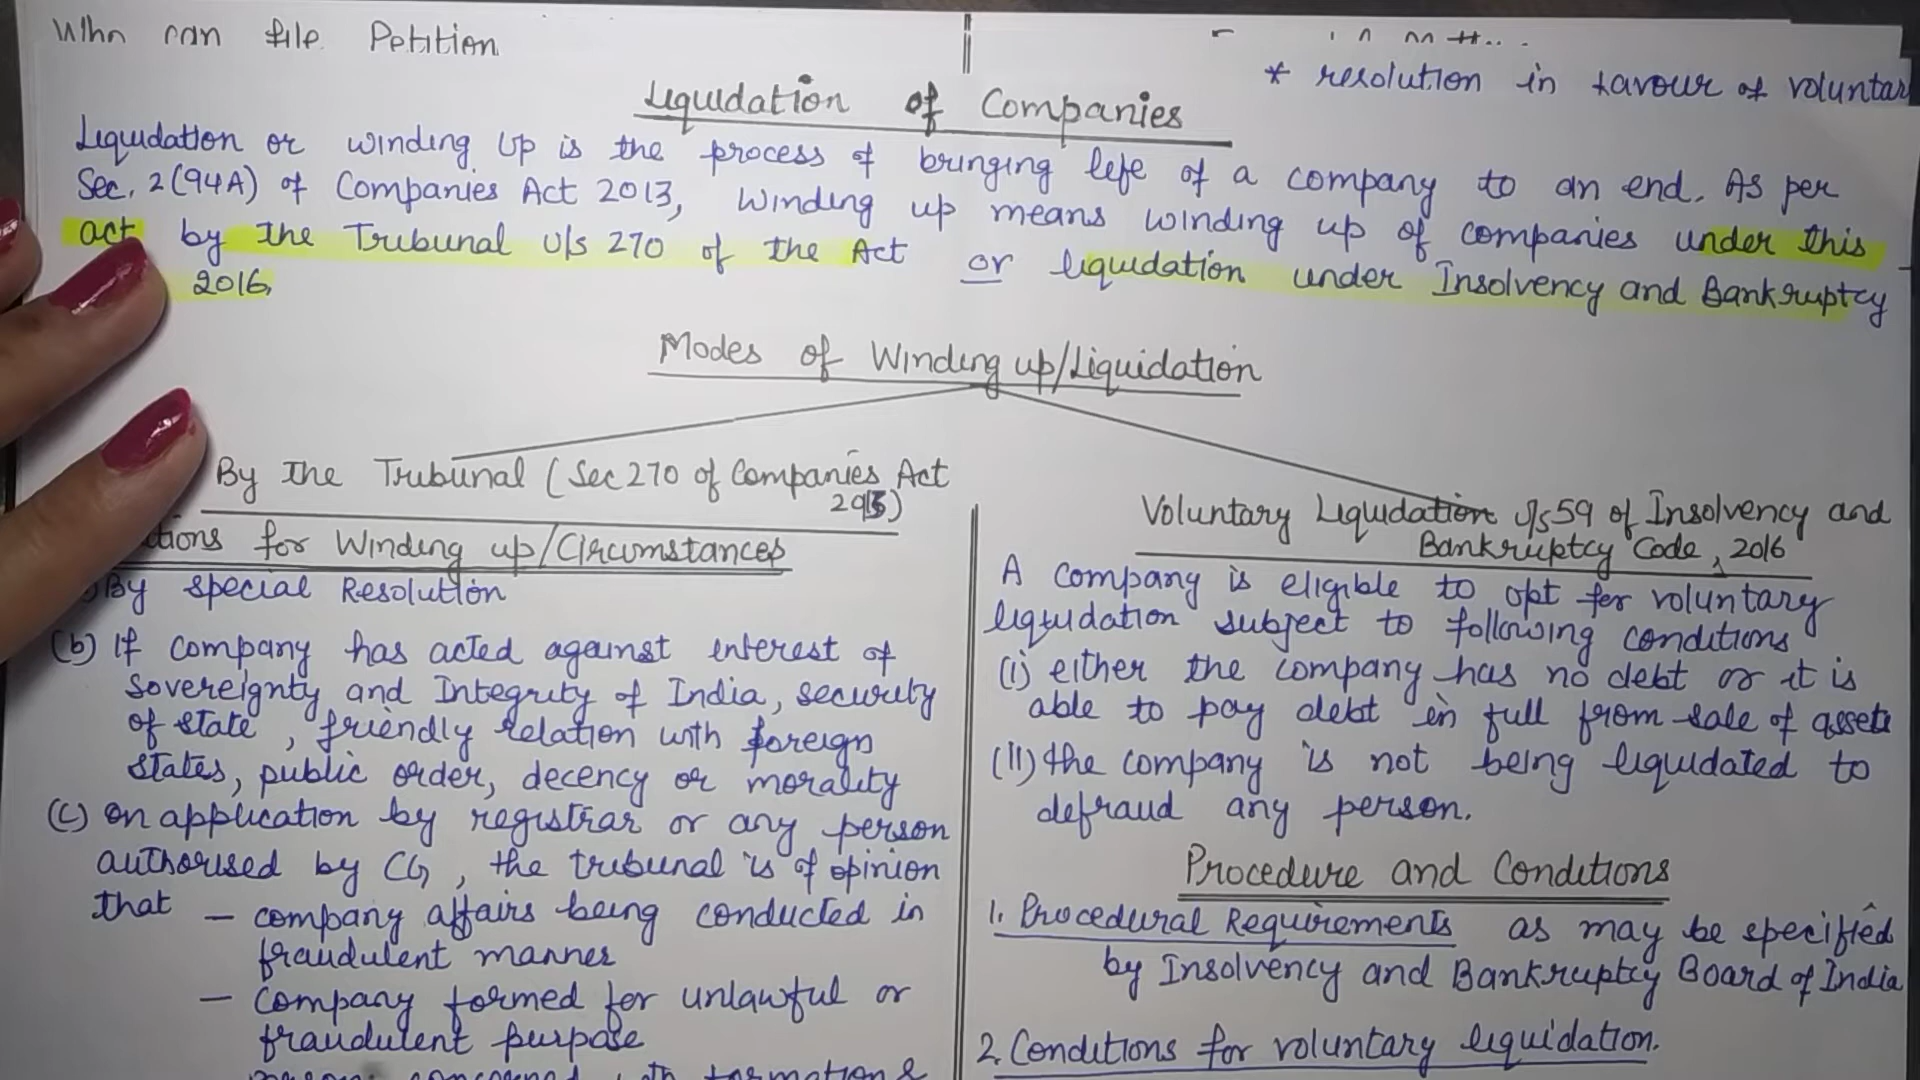 Who can file Petition
* resolution in favour of voluntar
Liquidation of Companies
Liquidation or winding up is the process of bringing life of a company to an end. As per
Sec. 2(94A) of Companies Act 2013, winding up means winding up of companies under this
act by the Tribunal u/s 270 of the Act or liquidation under Insolvency and Bankruptcy
2016,
Modes of Winding up/Liquidation
By the Tribunal (Sec 270 of Companies Act
2013)
tions for Winding up/Circumstances
By special Resolution
(b) If company has acted against interest of
sovereignty and Integrity of India, security
of state, friendly relation with foreign
states, public order, decency or morality
(c) on application by registrar or any person
authorised by CG, the tribunal is of opinion
that - company affairs being conducted in
fraudulent manner
- company formed for unlawful or
fraudulent purpose
Voluntary Liquidation u/s 59 of Insolvency and
Bankruptcy Code, 2016
A company is eligible to opt for voluntary
liquidation subject to following conditions
(i) either the company has no debt or it is
able to pay debt in full from sale of assets
(ii) the company is not being liquidated to
defraud any person.
Procedure and Conditions
1. Procedural Requirements as may be specified
by Insolvency and Bankruptcy Board of India
2. Conditions for voluntary liquidation.